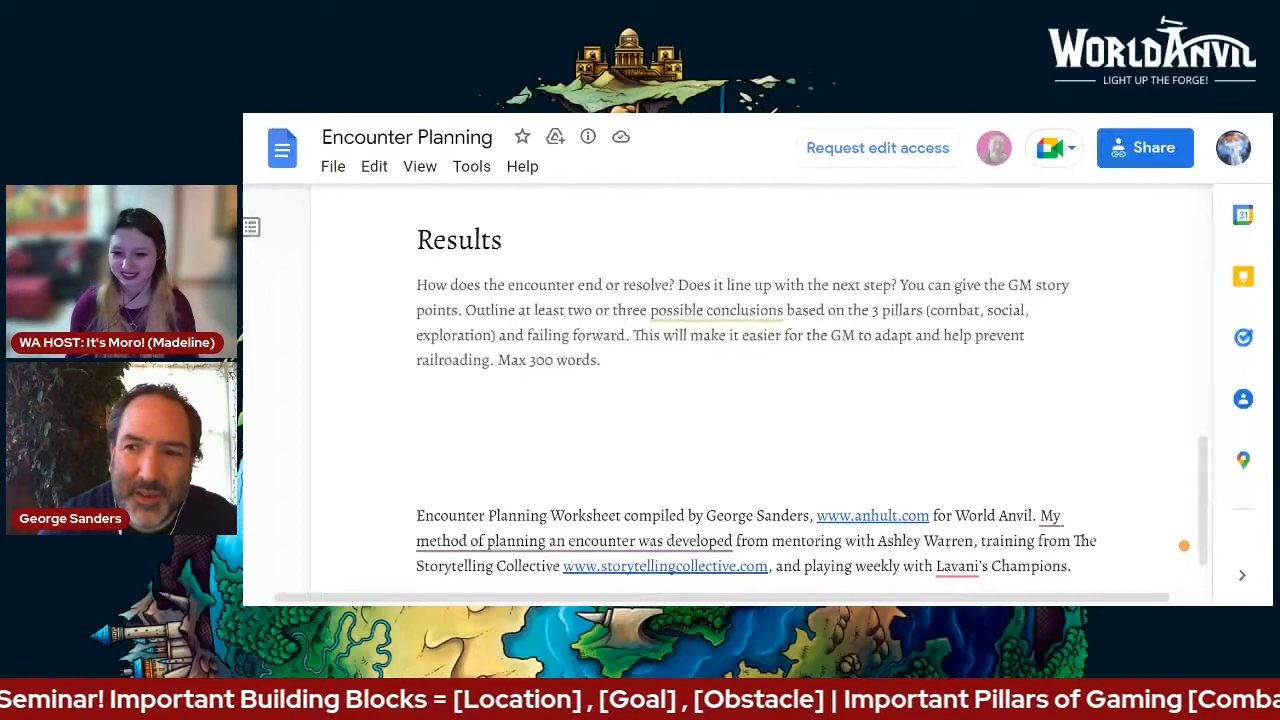 WORLDANVIL
LIGHT UP THE FORGE!
Encounter Planning
Request edit access
Share
File Edit View Tools Help
31
WA HOST: It's Moro! (Madeline)
George Sanders
Results
How does the encounter end or resolve? Does it line up with the next step? You can give the GM story
points. Outline at least two or three possible conclusions based on the 3 pillars (combat, social,
exploration) and failing forward. This will make it easier for the GM to adapt and help prevent
railroading. Max 300 words.
Encounter Planning Worksheet compiled by George Sanders, www.anhult.com for World Anvil. My
method of planning an encounter was developed from mentoring with Ashley Warren, training from The
Storytelling Collective www.storytellingcollective.com, and playing weekly with Lavani's Champions.
Seminar! Important Building Blocks = [Location] , [Goal] , [Obstacle] | Important Pillars of Gaming [Comba